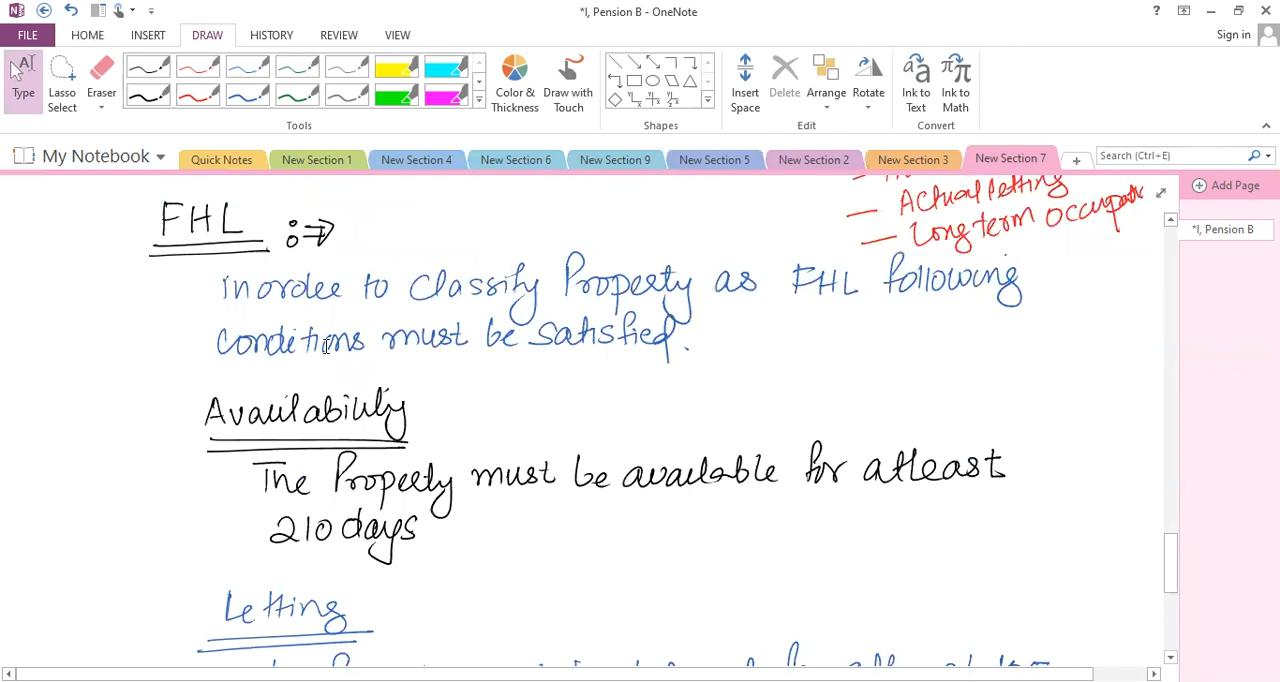 *I, Pension B - OneNote
?
FILE HOME INSERT DRAW HISTORY REVIEW VIEW
Sign in
Type
Lasso Select
Eraser
Color & Thickness
Draw with Touch
Insert Space
Delete
Arrange
Rotate
Ink to Text
Ink to Math
Tools Shapes Edit Convert
My Notebook Quick Notes New Section 1 New Section 4 New Section 6 New Section 9 New Section 5 New Section 2 New Section 3 New Section 7 Search (Ctrl+E)
Add Page
*I, Pension B
— Actual letting
— Long term Occupatn
FHL :⇒
inorder to classify Property as FHL following
conditions must be satisfied.
Availability
The Property must be available for atleast
210 days
Letting